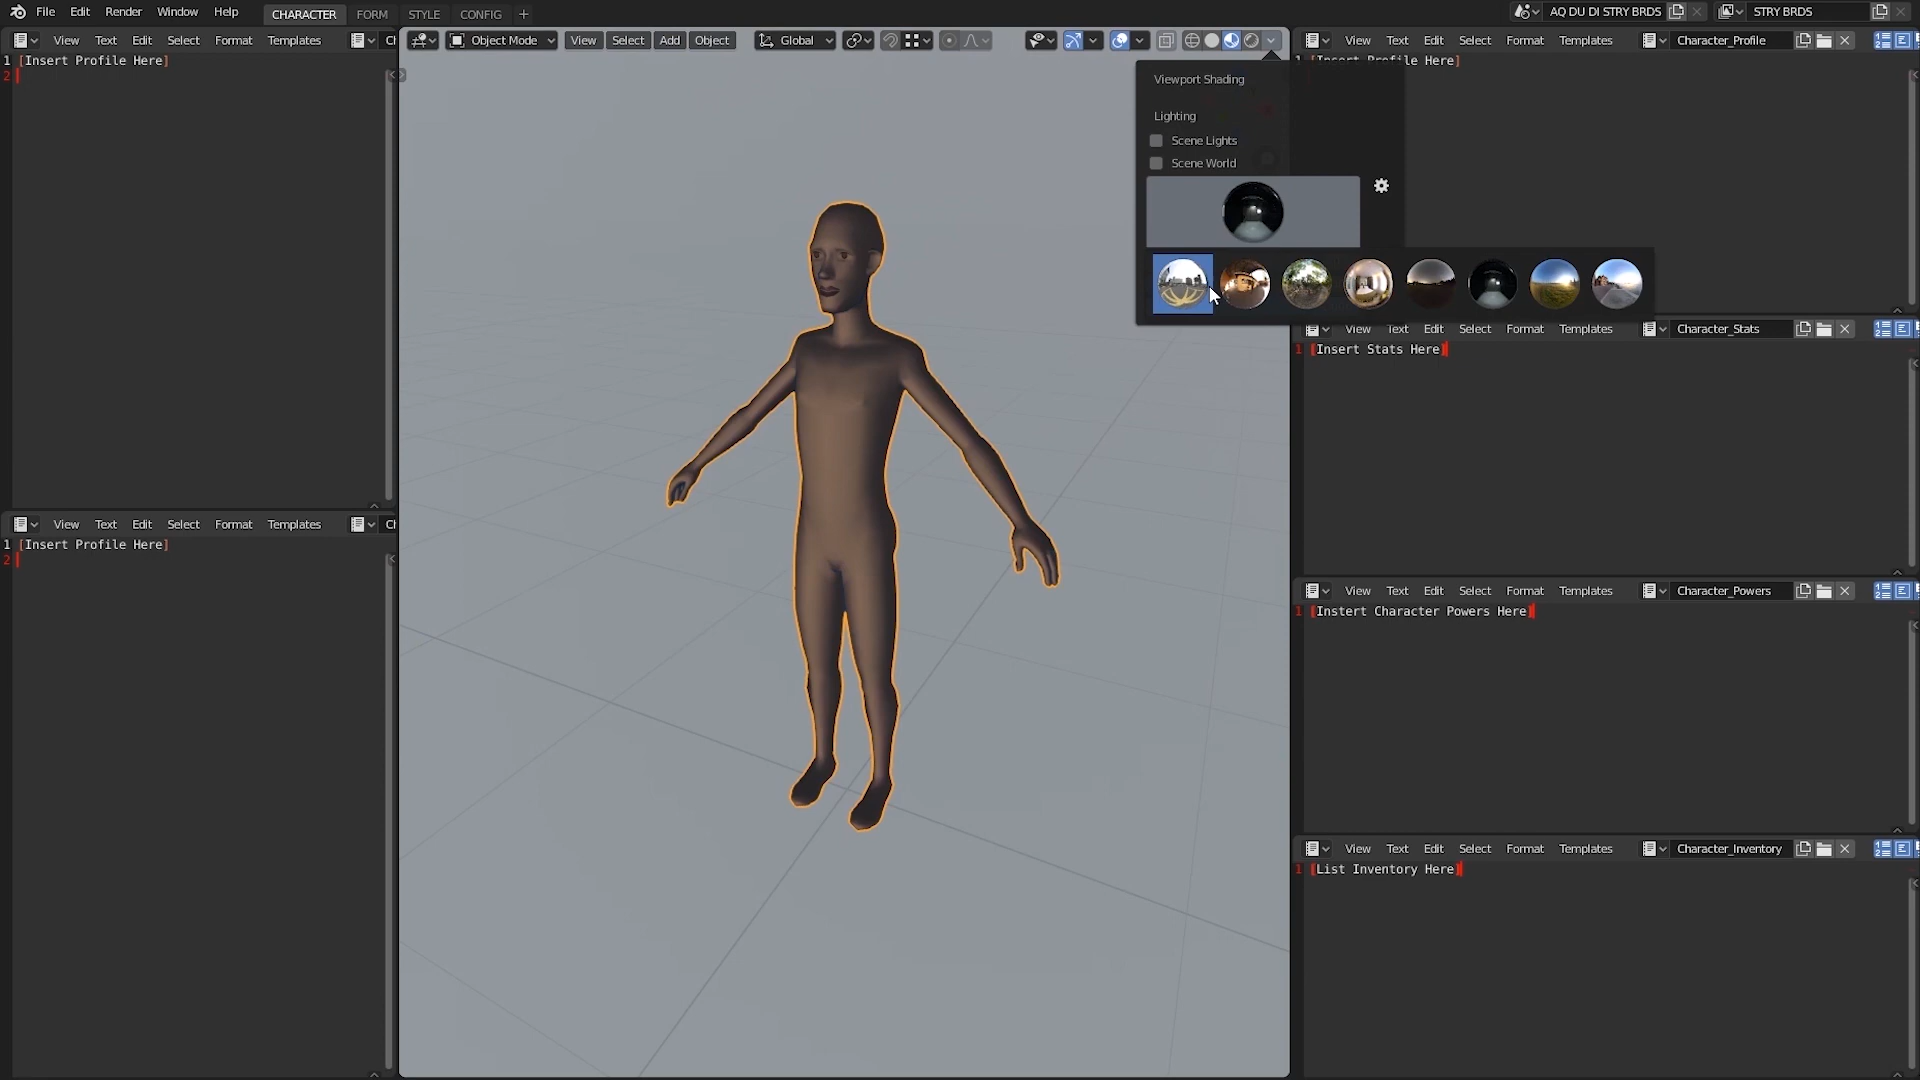 File Edit Render Window Help CHARACTER FORM STYLE CONFIG + AQ DU DI STRY BRDS STRY BRDS
View Text Edit Select Format Templates
1 [Insert Profile Here]
2
Object Mode View Select Add Object Global
Viewport Shading
Lighting
Scene Lights
Scene World
View Text Edit Select Format Templates Character_Profile
1 [Insert Profile Here]
View Text Edit Select Format Templates Character_Stats
1 [Insert Stats Here]
View Text Edit Select Format Templates
1 [Insert Profile Here]
2
View Text Edit Select Format Templates Character_Powers
1 [Instert Character Powers Here]
View Text Edit Select Format Templates Character_Inventory
1 [List Inventory Here]